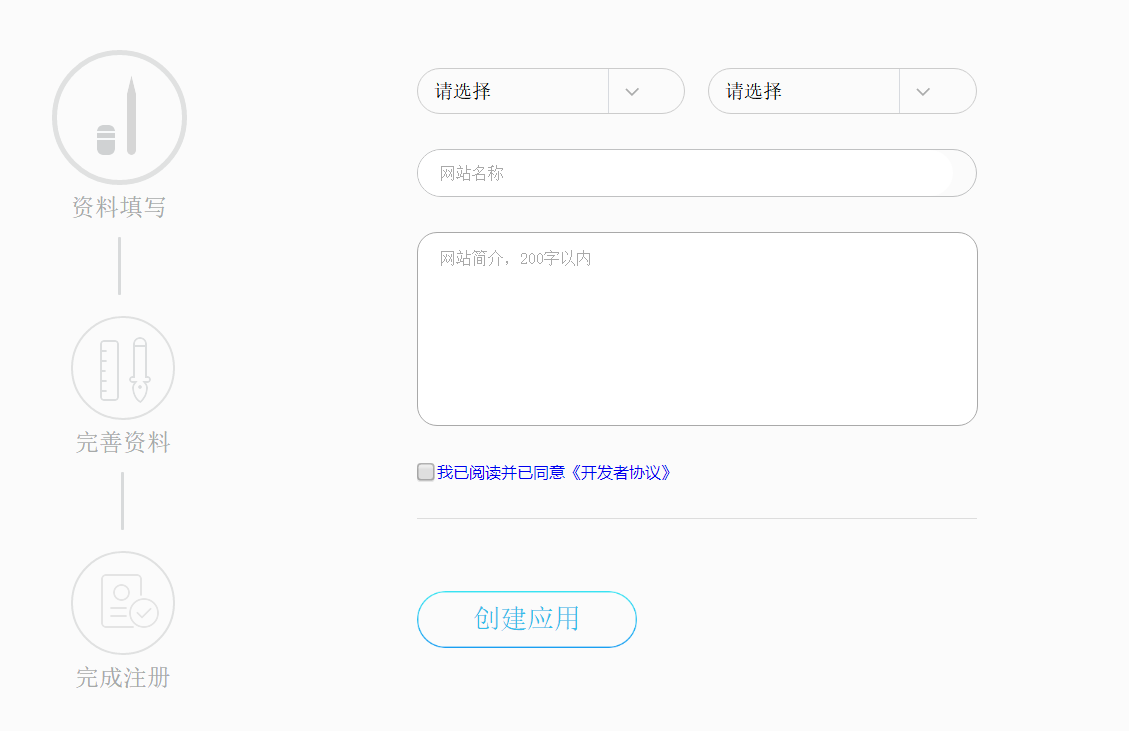 资料填写
完善资料
完成注册
请选择
请选择
网站名称
网站简介，200字以内
我已阅读并已同意《开发者协议》
创建应用